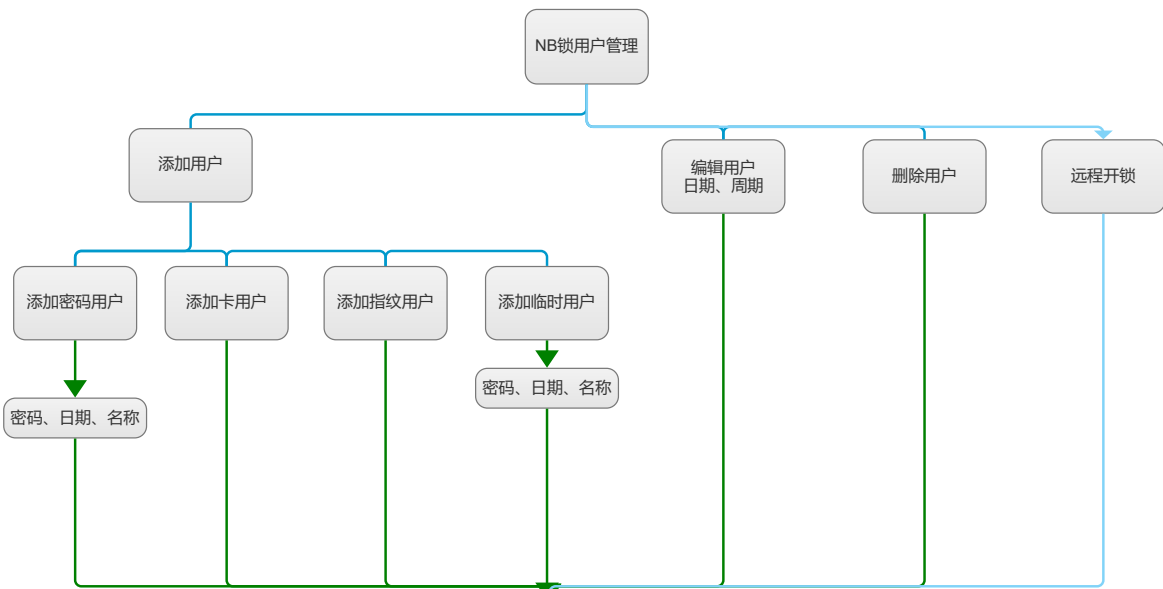 NB锁用户管理
添加用户
编辑用户
日期、周期
删除用户
远程开锁
添加密码用户
添加卡用户
添加指纹用户
添加临时用户
密码、日期、名称
密码、日期、名称